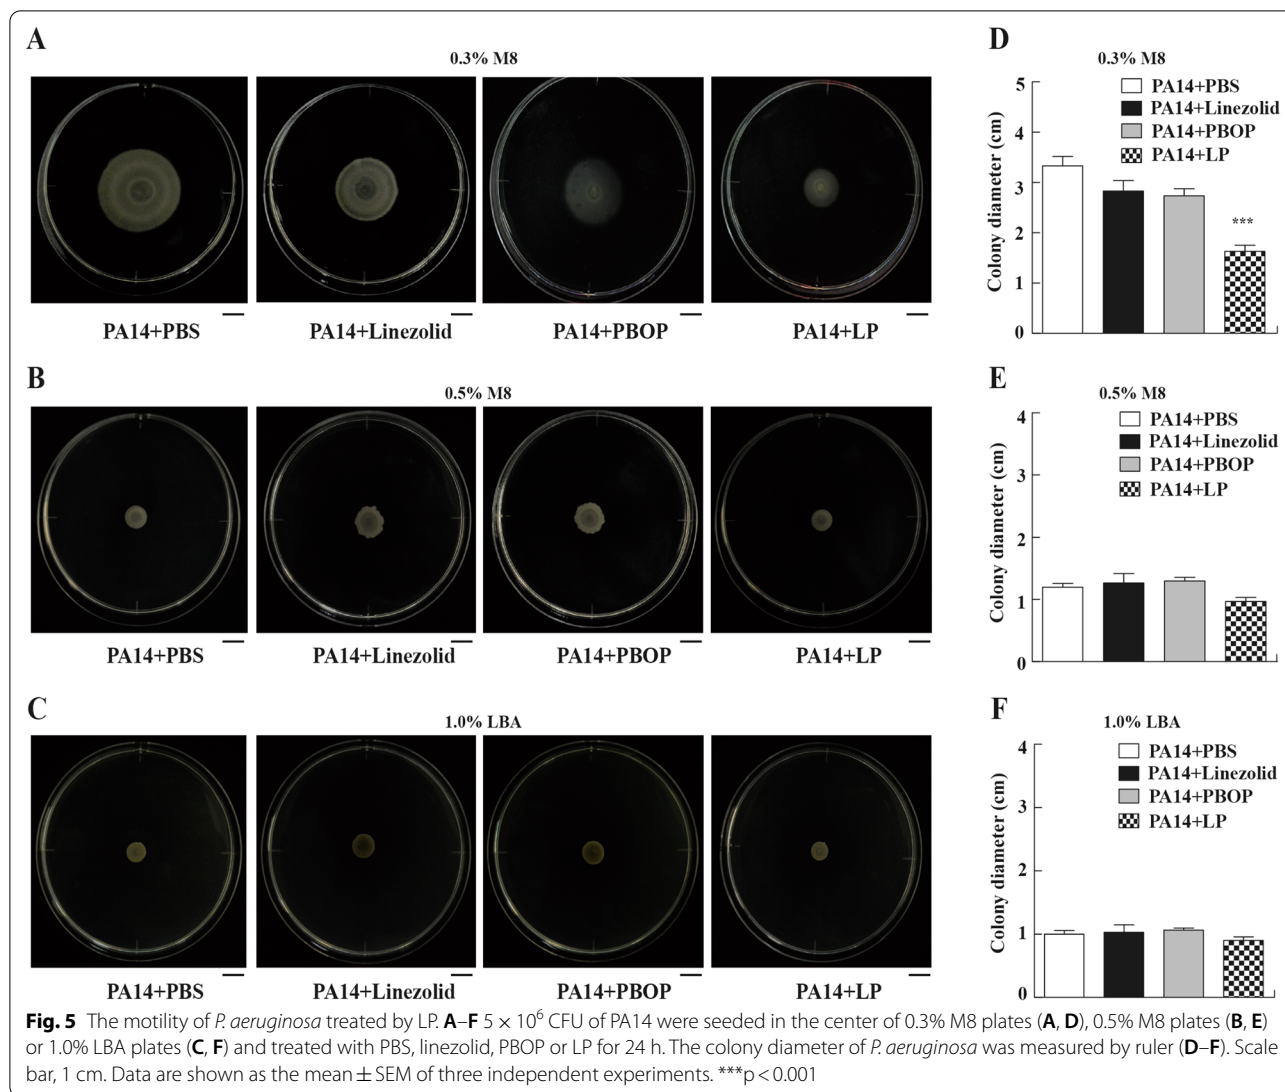 A
0.3% M8
PA14+PBS
PA14+Linezolid
PA14+PBOP
PA14+LP
D
0.3% M8
PA14+PBS
PA14+Linezolid
PA14+PBOP
PA14+LP
Colony diameter (cm)
5
4
3
2
1
0
***
B
0.5% M8
PA14+PBS
PA14+Linezolid
PA14+PBOP
PA14+LP
E
0.5% M8
PA14+PBS
PA14+Linezolid
PA14+PBOP
PA14+LP
Colony diameter (cm)
4
3
2
1
0
C
1.0% LBA
PA14+PBS
PA14+Linezolid
PA14+PBOP
PA14+LP
F
1.0% LBA
PA14+PBS
PA14+Linezolid
PA14+PBOP
PA14+LP
Colony diameter (cm)
4
3
2
1
0
Fig. 5 The motility of P. aeruginosa treated by LP. A–F 5 × 10⁶ CFU of PA14 were seeded in the center of 0.3% M8 plates (A, D), 0.5% M8 plates (B, E)
or 1.0% LBA plates (C, F) and treated with PBS, linezolid, PBOP or LP for 24 h. The colony diameter of P. aeruginosa was measured by ruler (D–F). Scale
bar, 1 cm. Data are shown as the mean ± SEM of three independent experiments. ***p < 0.001